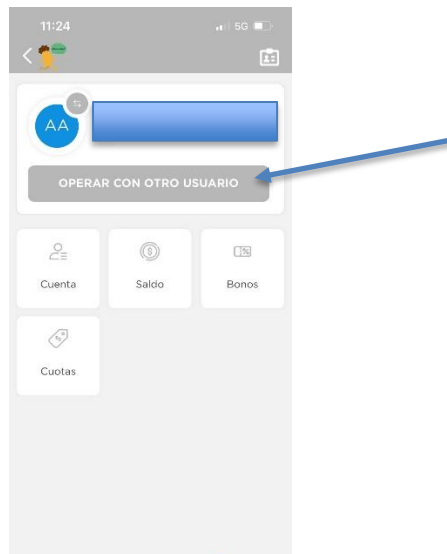 11:24
5G
AA
OPERAR CON OTRO USUARIO
Cuenta
Saldo
Bonos
Cuotas